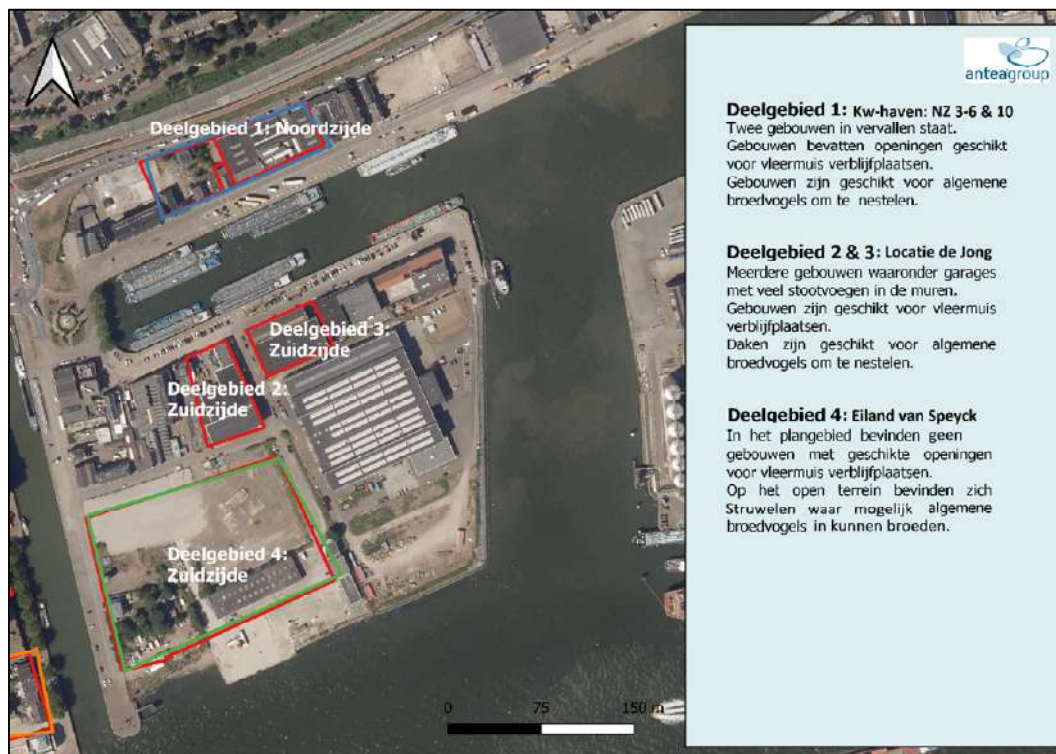 anteagroup
Deelgebied 1: Noordzijde
Deelgebied 3:
Zuidzijde
Deelgebied 2:
Zuidzijde
Deelgebied 4:
Zuidzijde
0 75 150 m
Deelgebied 1: Kw-haven: NZ 3-6 & 10
Twee gebouwen in vervallen staat.
Gebouwen bevatten openingen geschikt
voor vleermuis verblijfplaatsen.
Gebouwen zijn geschikt voor algemene
broedvogels om te nestelen.
Deelgebied 2 & 3: Locatie de Jong
Meerdere gebouwen waaronder garages
met veel stootvoegen in de muren.
Gebouwen zijn geschikt voor vleermuis
verblijfplaatsen.
Daken zijn geschikt voor algemene
broedvogels om te nestelen.
Deelgebied 4: Eiland van Speyck
In het plangebied bevinden geen
gebouwen met geschikte openingen
voor vleermuis verblijfplaatsen.
Op het open terrein bevinden zich
Struwelen waar mogelijk algemene
broedvogels in kunnen broeden.